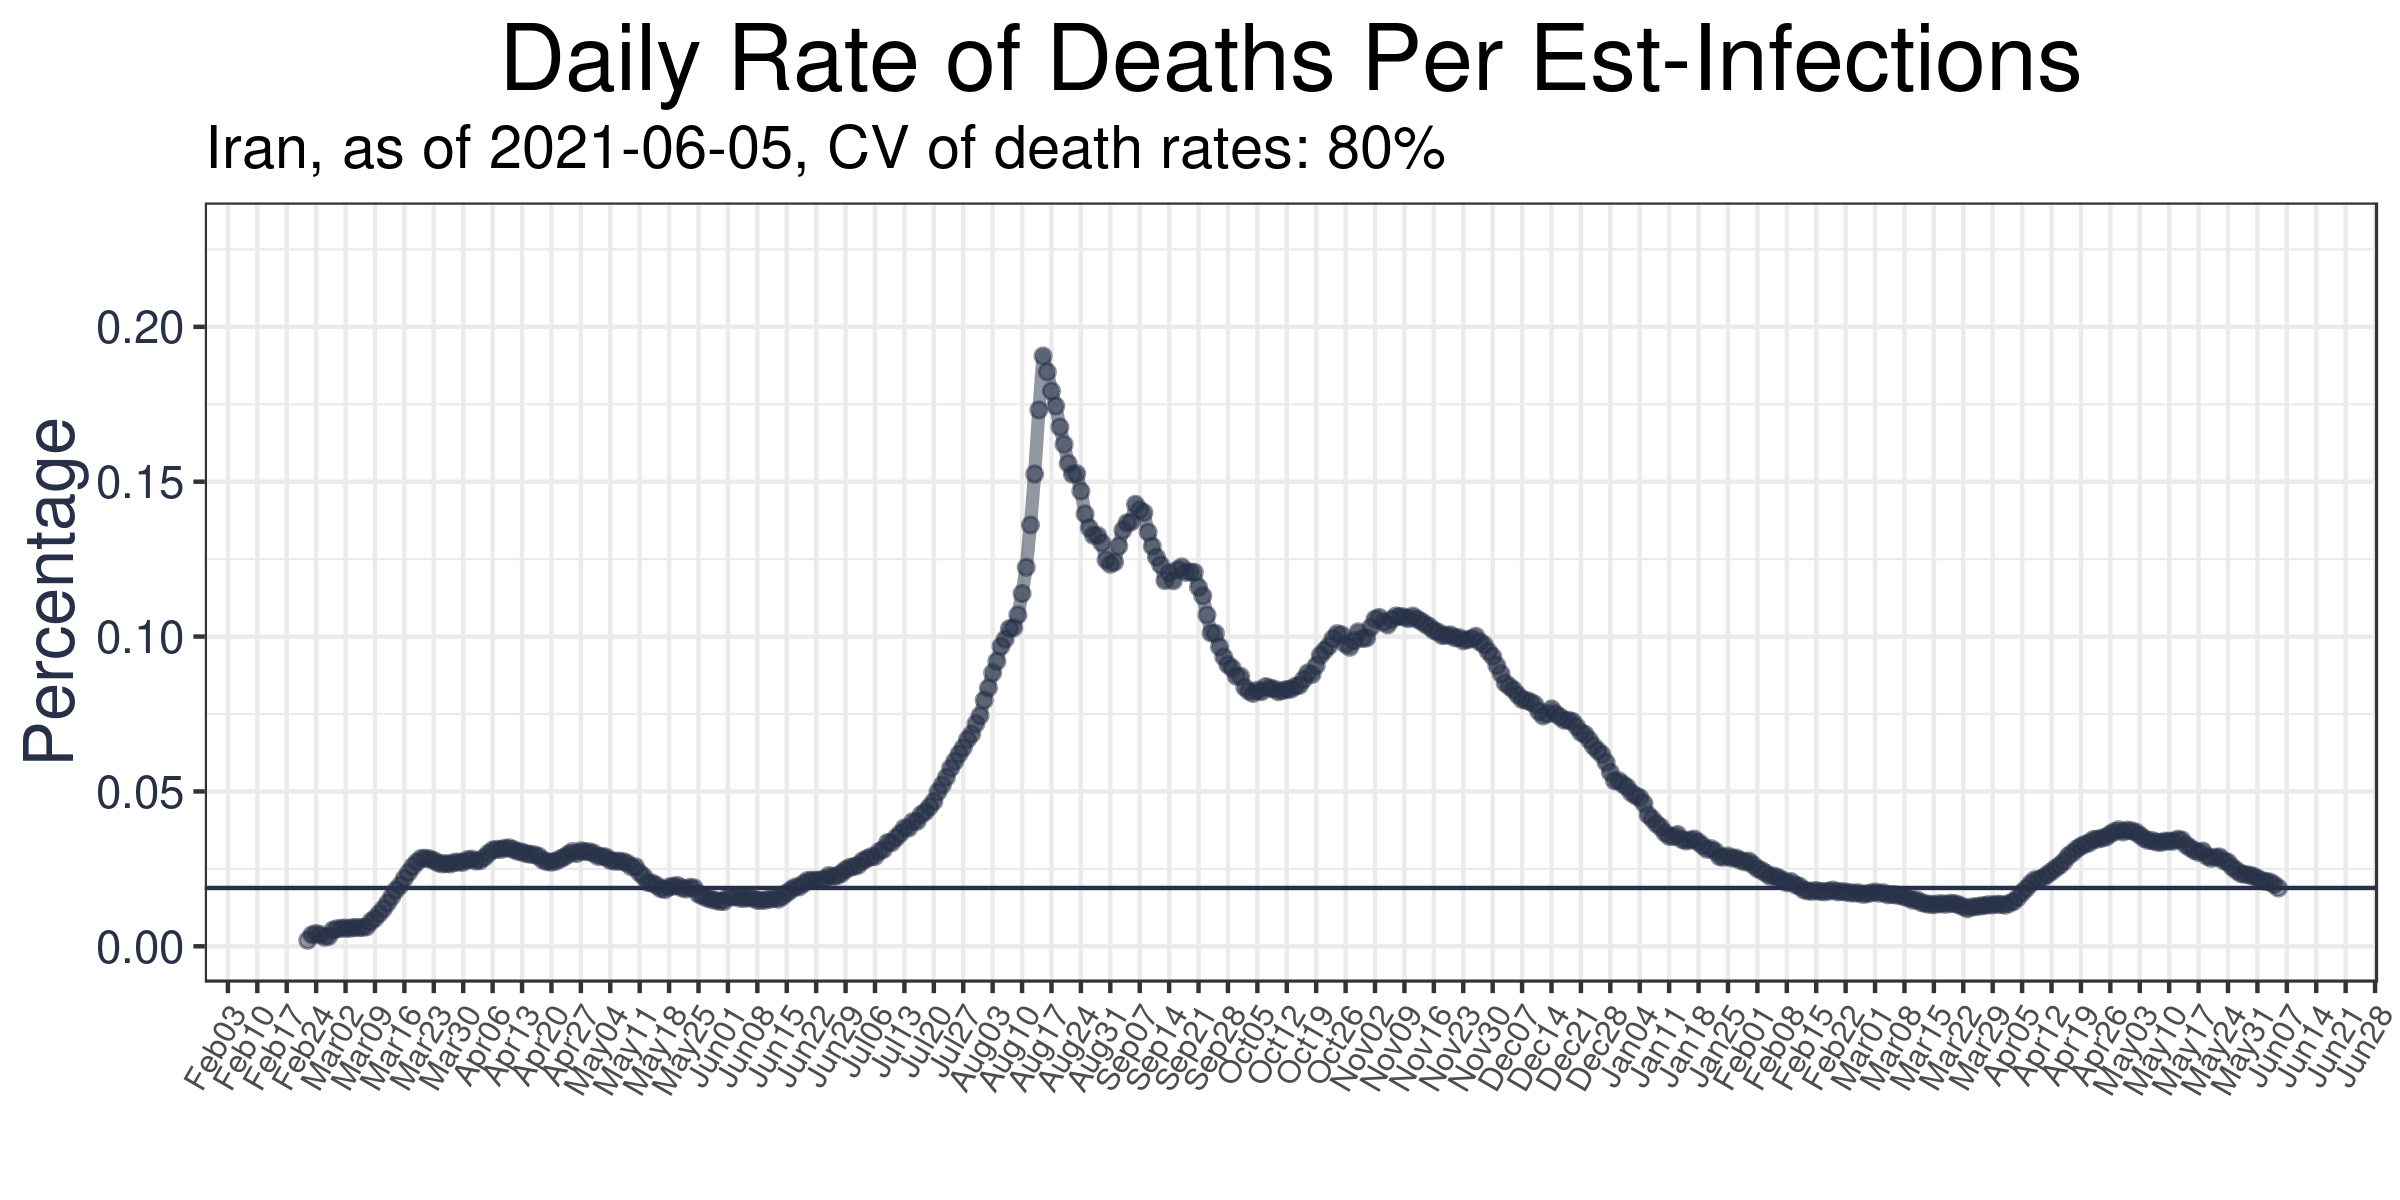 Daily Rate of Deaths Per Est-Infections
Iran, as of 2021-06-05, CV of death rates: 80%
Percentage
0.20
0.15
0.10
0.05
0.00
Feb03
Feb10
Feb17
Feb24
Mar02
Mar09
Mar16
Mar23
Mar30
Apr06
Apr13
Apr20
Apr27
May04
May11
May18
May25
Jun01
Jun08
Jun15
Jun22
Jun29
Jul06
Jul13
Jul20
Jul27
Aug03
Aug10
Aug17
Aug24
Aug31
Sep07
Sep14
Sep21
Sep28
Oct05
Oct12
Oct19
Oct26
Nov02
Nov09
Nov16
Nov23
Nov30
Dec07
Dec14
Dec21
Dec28
Jan04
Jan11
Jan18
Jan25
Feb01
Feb08
Feb15
Feb22
Mar01
Mar08
Mar15
Mar22
Mar29
Apr05
Apr12
Apr19
Apr26
May03
May10
May17
May24
May31
Jun07
Jun14
Jun21
Jun28